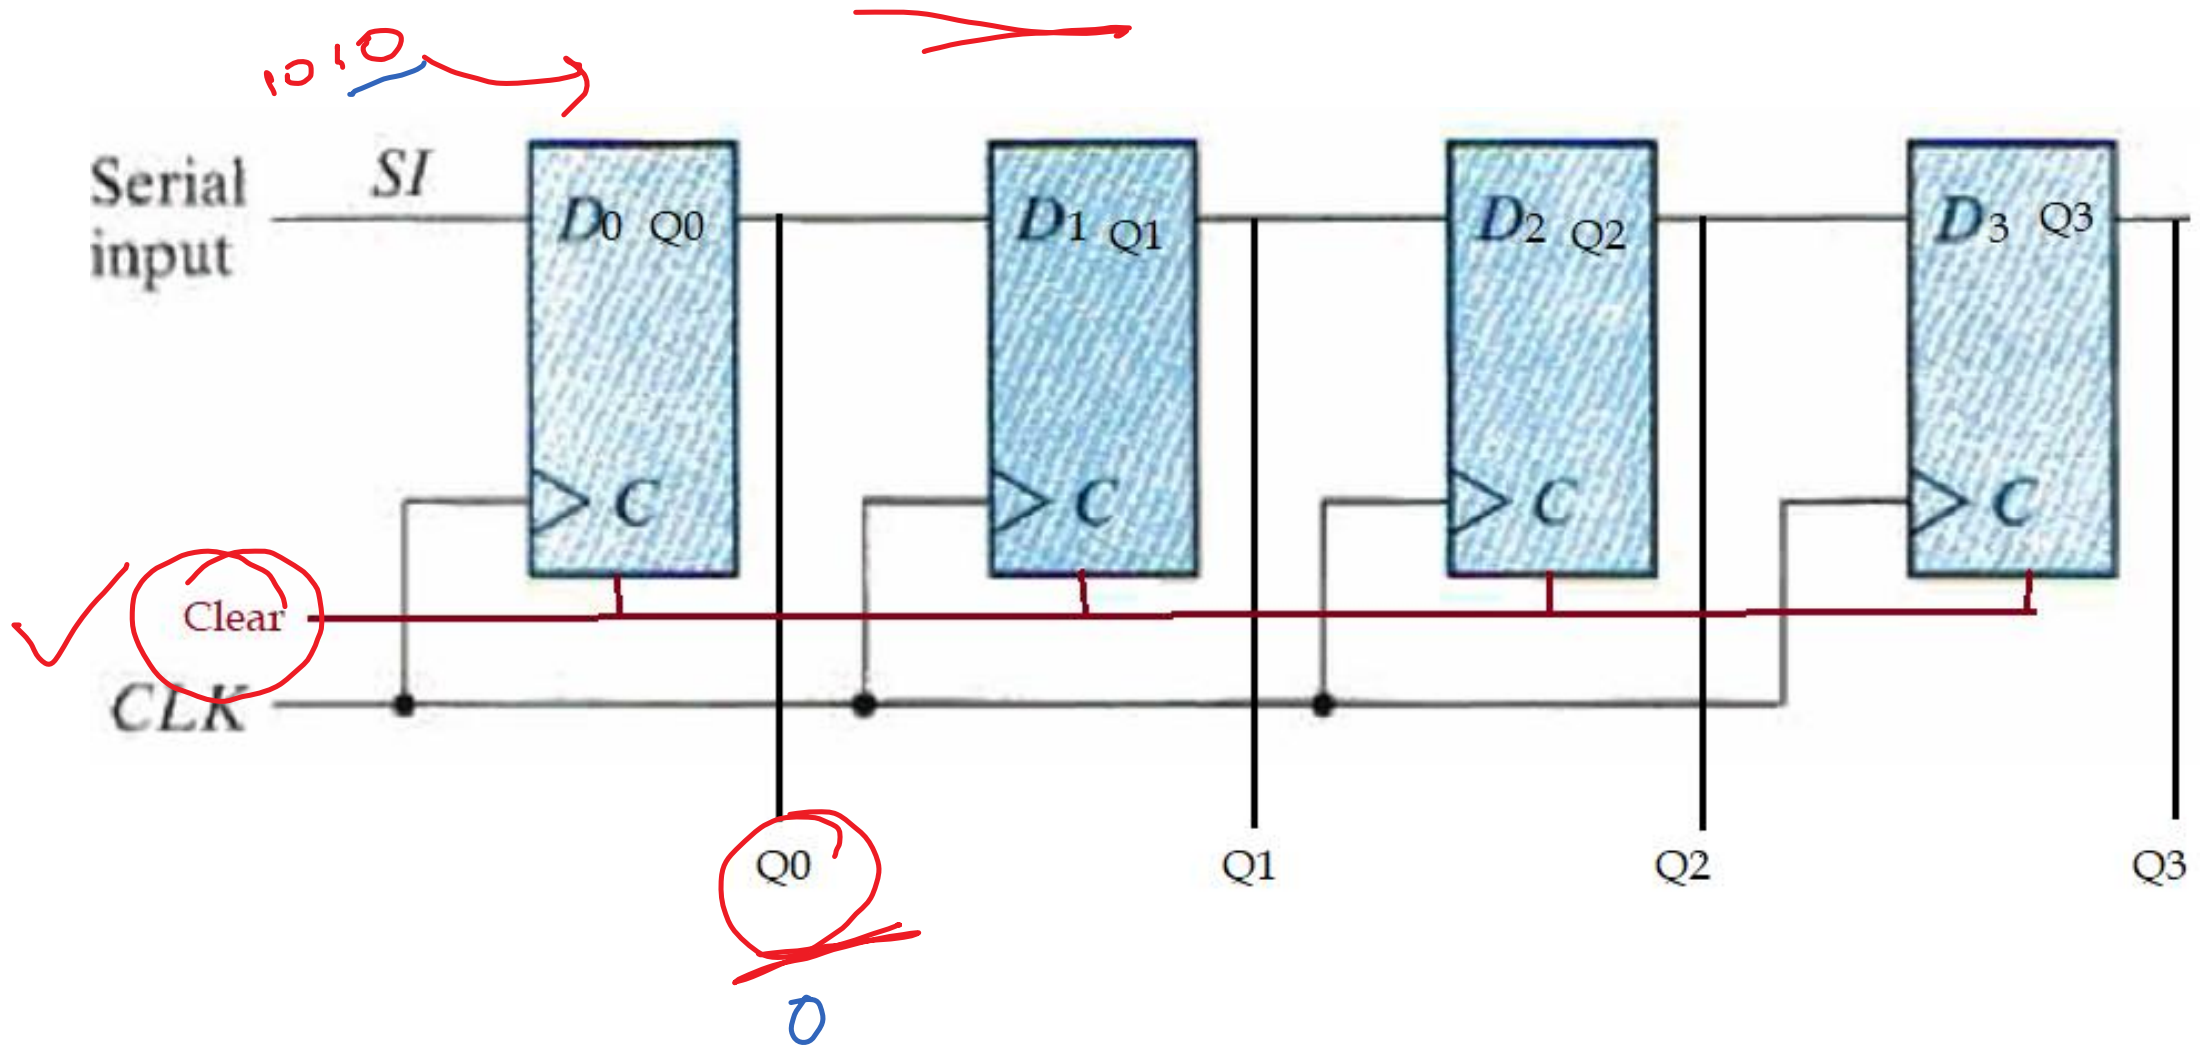 1010
Serial input
SI
D0 Q0
D1 Q1
D2 Q2
D3 Q3
C
C
C
C
Clear
CLK
Q0
Q1
Q2
Q3
0